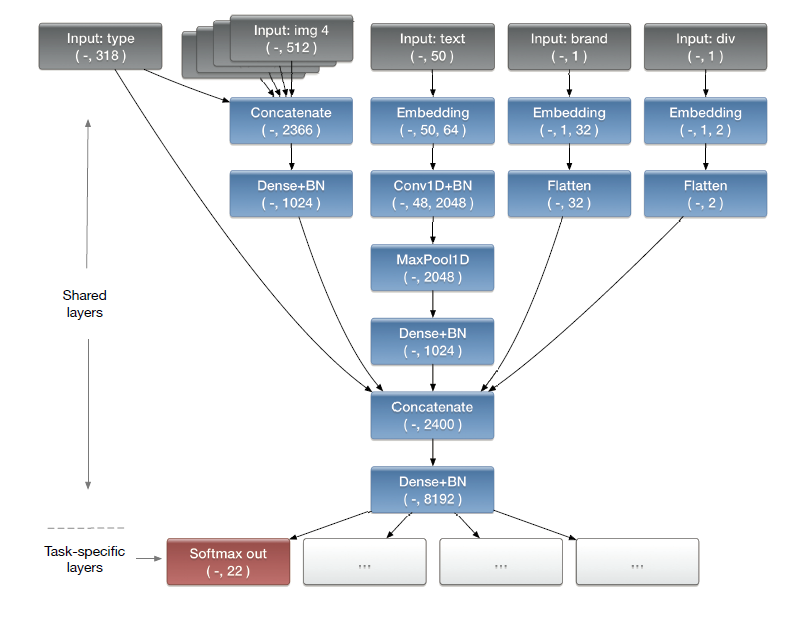 Input: type
( -, 318 )
Input: img 4
( -, 512 )
Input: text
( -, 50 )
Input: brand
( -, 1 )
Input: div
( -, 1 )
Concatenate
( -, 2366 )
Embedding
( -, 50, 64 )
Embedding
( -, 1, 32 )
Embedding
( -, 1, 2 )
Dense+BN
( -, 1024 )
Conv1D+BN
( -, 48, 2048 )
Flatten
( -, 32 )
Flatten
( -, 2 )
MaxPool1D
( -, 2048 )
Shared
layers
Dense+BN
( -, 1024 )
Concatenate
( -, 2400 )
Dense+BN
( -, 8192 )
Task-specific
layers
Softmax out
( -, 22 )
...
...
...